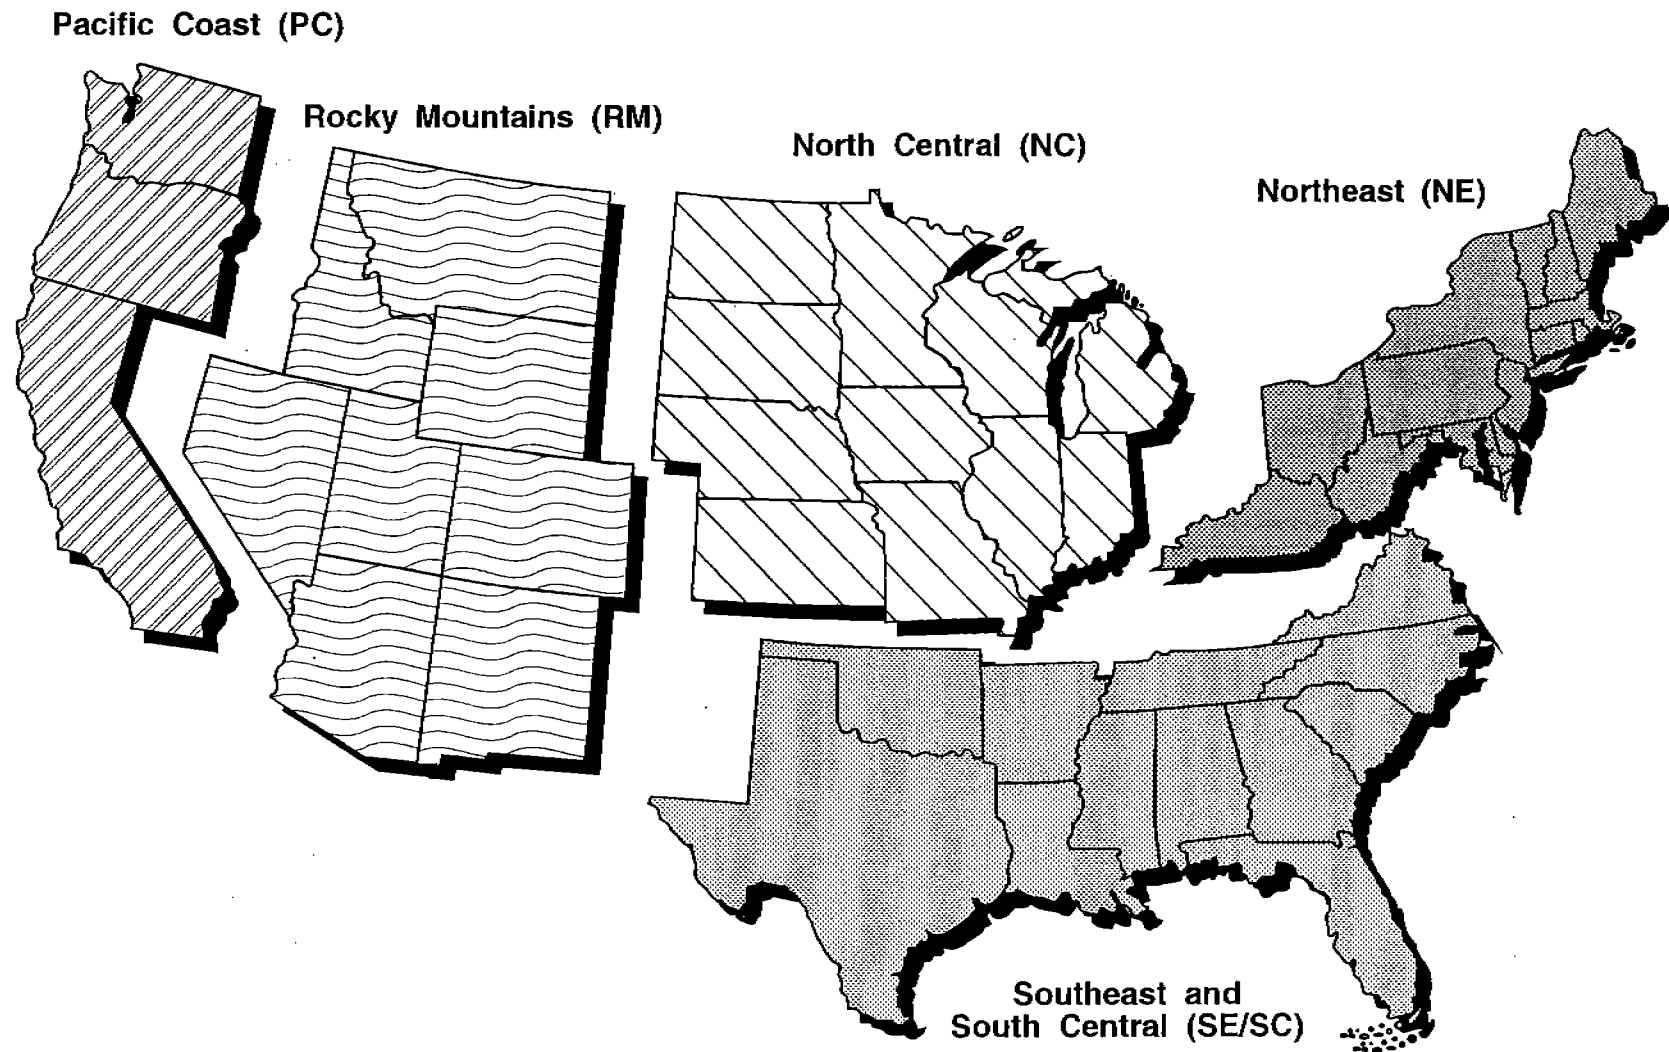 Pacific Coast (PC)
Rocky Mountains (RM)
North Central (NC)
Northeast (NE)
Southeast and
South Central (SE/SC)